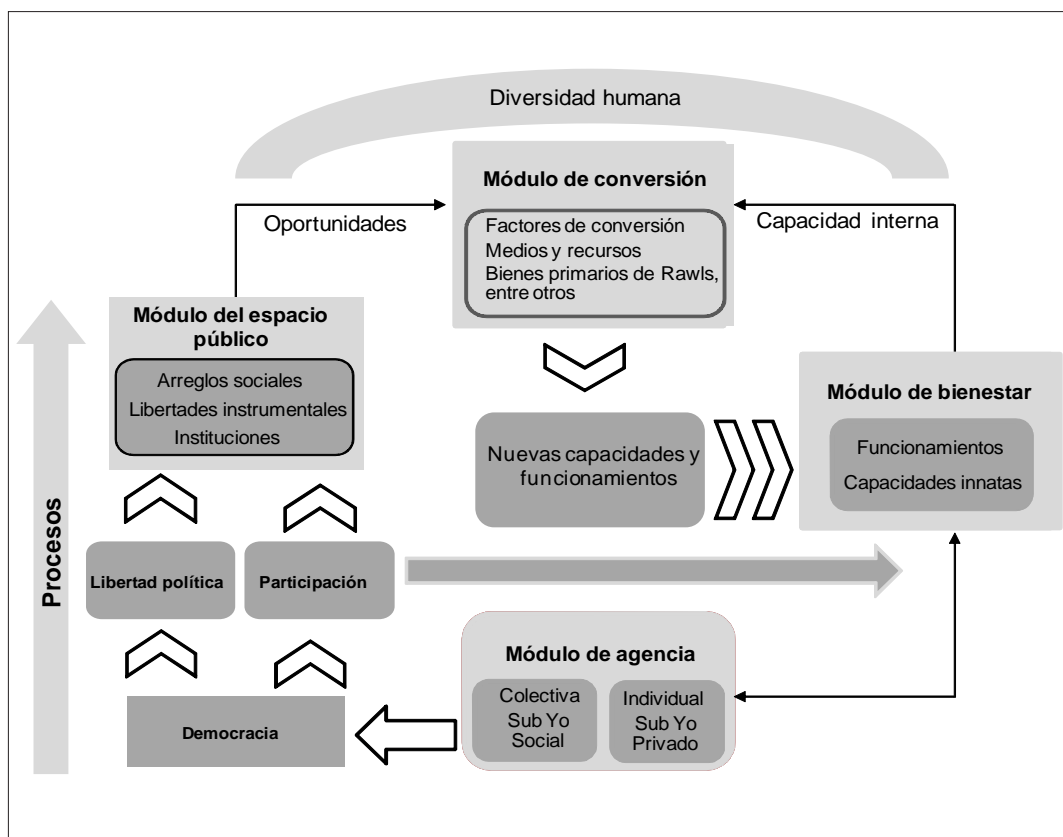 Diversidad humana
Módulo de conversión
Factores de conversión
Medios y recursos
Bienes primarios de Rawls,
entre otros
Oportunidades
Capacidad interna
Módulo del espacio
público
Arreglos sociales
Libertades instrumentales
Instituciones
Módulo de bienestar
Funcionamientos
Capacidades innatas
Nuevas capacidades y
funcionamientos
Procesos
Libertad política
Participación
Módulo de agencia
Colectiva
Sub Yo
Social
Individual
Sub Yo
Privado
Democracia